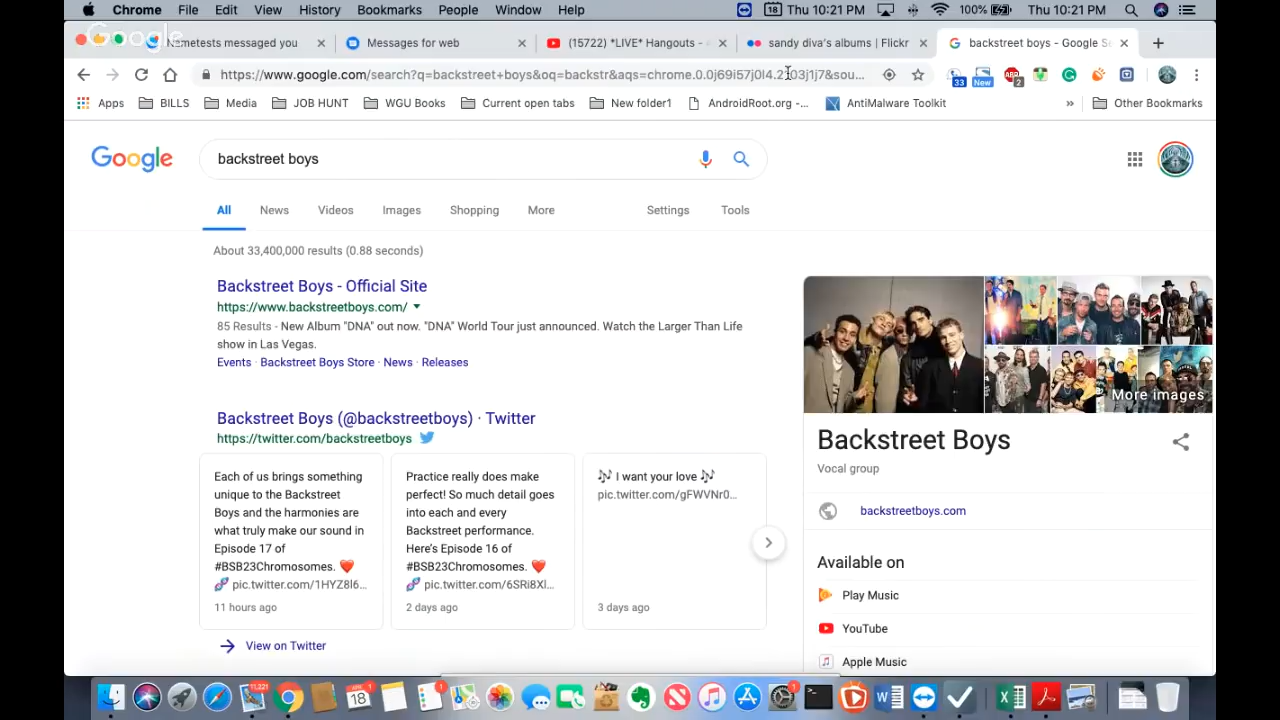 Chrome File Edit View History Bookmarks People Window Help 18 Thu 10:21 PM 100% Thu 10:21 PM
Google
Nimetests messaged you × Messages for web × (15722) *LIVE* Hangouts - × sandy diva's albums | Flickr × backstreet boys - Google Se ×
https://www.google.com/search?q=backstreet+boys&oq=backstr&aqs=chrome.0.0j69i57j0l4.2103j1j7&sou... 33 New ABP 2
Apps BILLS Media JOB HUNT WGU Books Current open tabs New folder1 AndroidRoot.org -... AntiMalware Toolkit » Other Bookmarks
Google backstreet boys
All News Videos Images Shopping More Settings Tools
About 33,400,000 results (0.88 seconds)
Backstreet Boys - Official Site
https://www.backstreetboys.com/
85 Results - New Album "DNA" out now. "DNA" World Tour just announced. Watch the Larger Than Life
show in Las Vegas.
Events · Backstreet Boys Store · News · Releases
Backstreet Boys (@backstreetboys) · Twitter
https://twitter.com/backstreetboys
Each of us brings something
unique to the Backstreet
Boys and the harmonies are
what truly make our sound in
Episode 17 of
#BSB23Chromosomes. ❤️
🧬 pic.twitter.com/1HYZ8l6...
11 hours ago
Practice really does make
perfect! So much detail goes
into each and every
Backstreet performance.
Here's Episode 16 of
#BSB23Chromosomes. ❤️
🧬 pic.twitter.com/6SRi8Xl...
2 days ago
🎶 I want your love 🎶
pic.twitter.com/gFWVNr0...
3 days ago
View on Twitter
More images
Backstreet Boys
Vocal group
backstreetboys.com
Available on
Play Music
YouTube
Apple Music